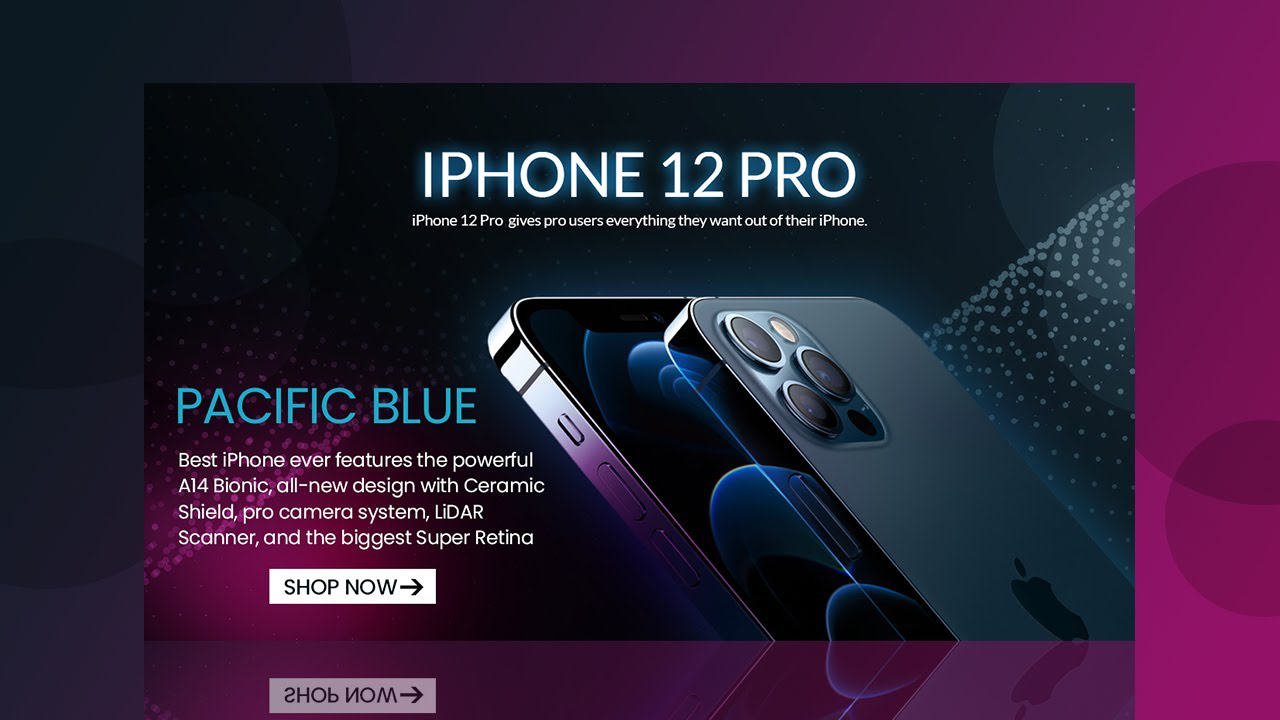 IPHONE 12 PRO
iPhone 12 Pro gives pro users everything they want out of their iPhone.
PACIFIC BLUE
Best iPhone ever features the powerful
A14 Bionic, all-new design with Ceramic
Shield, pro camera system, LiDAR
Scanner, and the biggest Super Retina
SHOP NOW→
SHOP NOW→